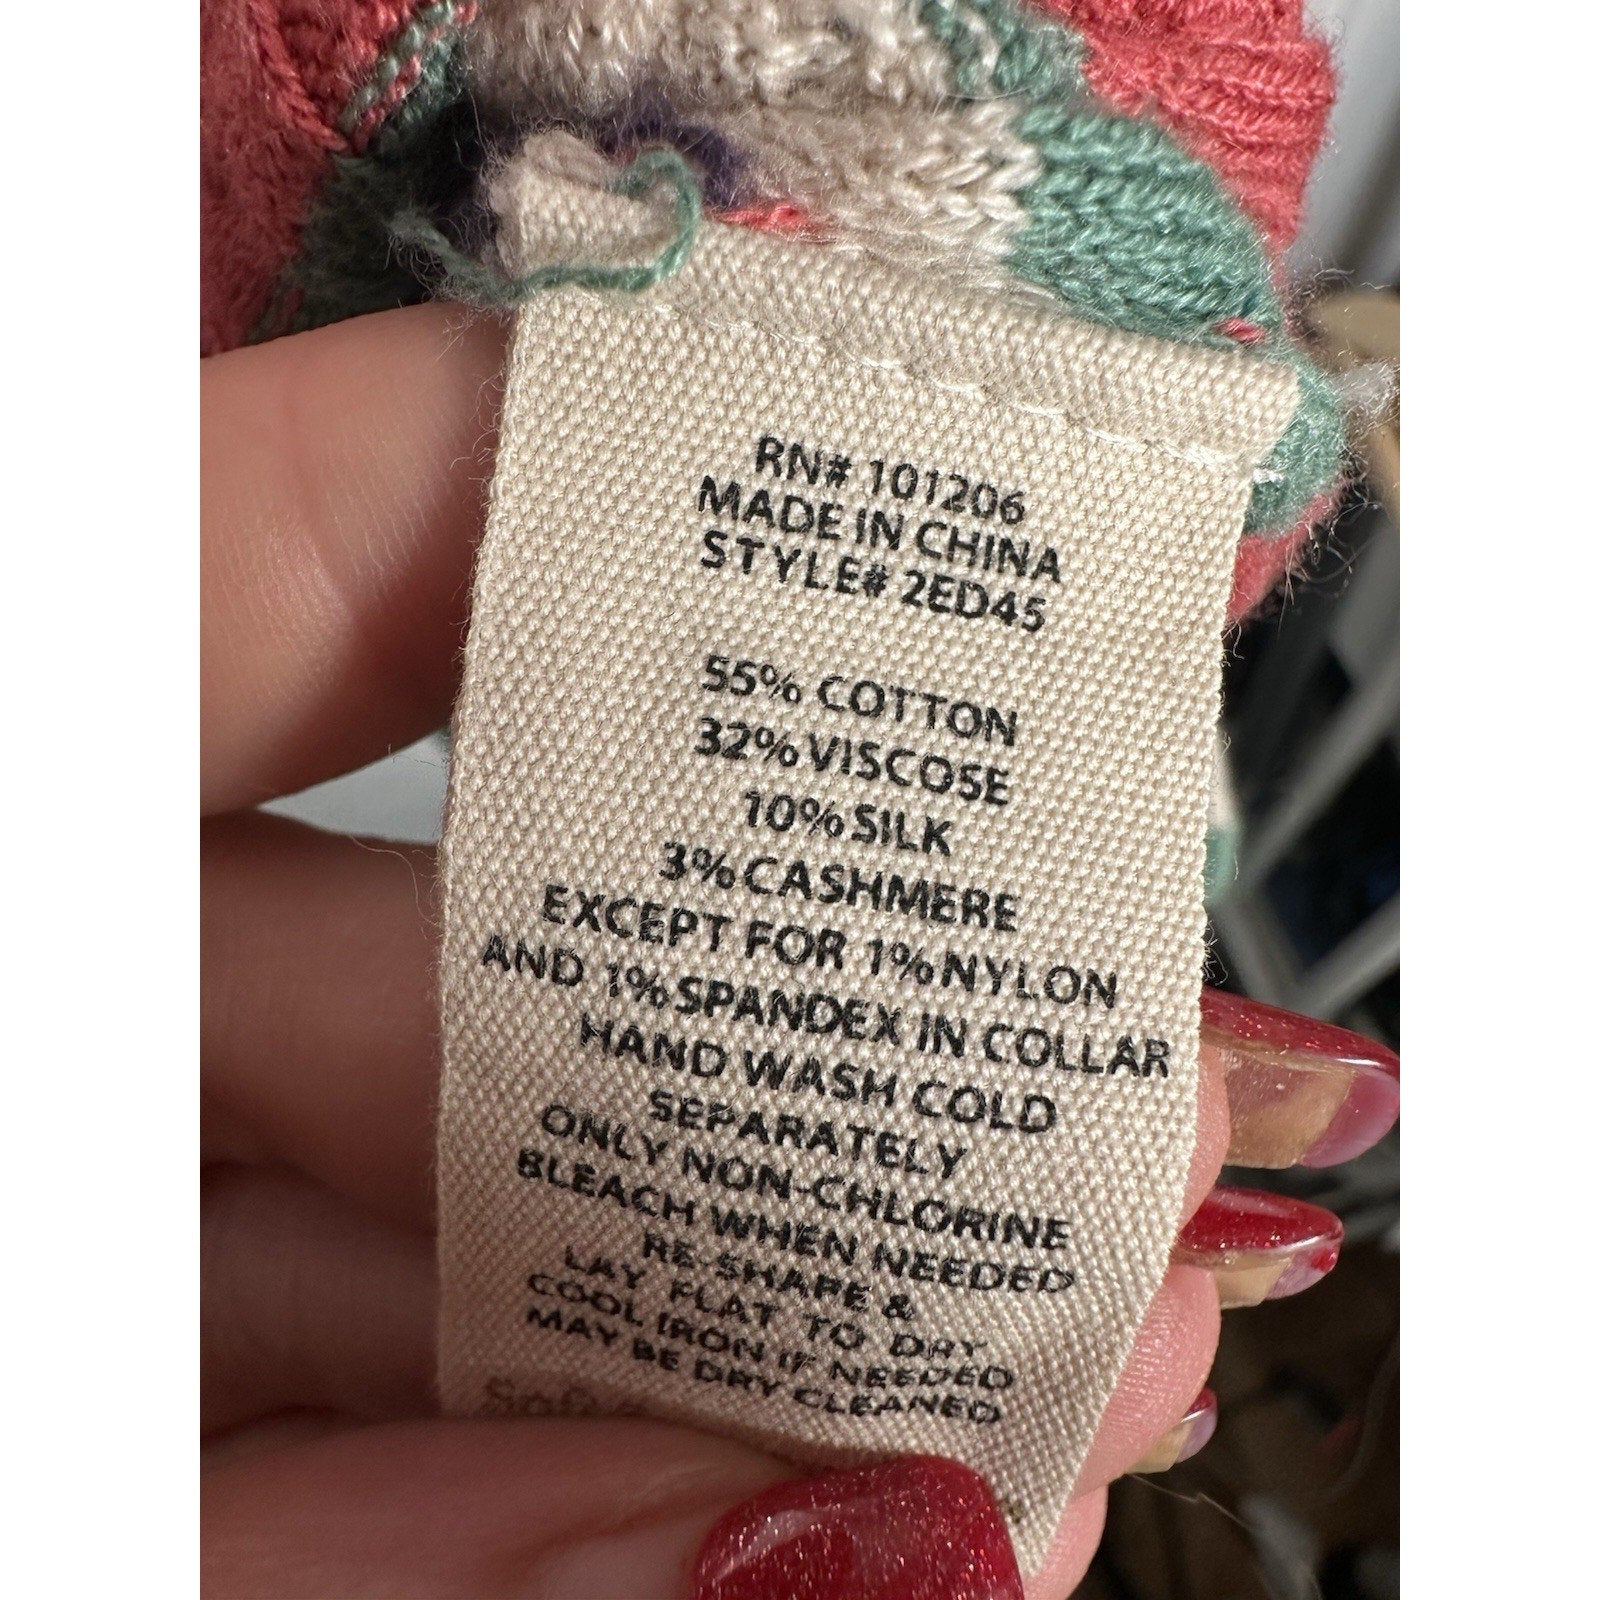 RN# 101206
MADE IN CHINA
STYLE# 2ED45
55% COTTON
32% VISCOSE
10% SILK
3% CASHMERE
EXCEPT FOR 1% NYLON
AND 1% SPANDEX IN COLLAR
HAND WASH COLD
SEPARATELY
ONLY NON-CHLORINE
BLEACH WHEN NEEDED
RE-SHAPE &
LAY FLAT TO DRY
COOL IRON IF NEEDED
MAY BE DRY CLEANED